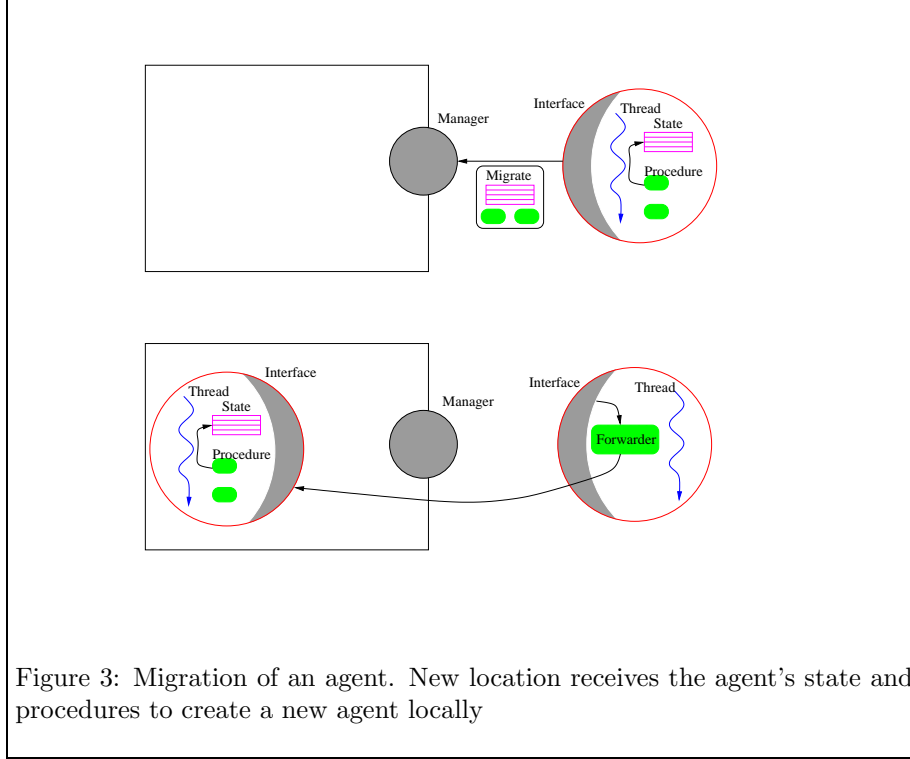 Interface
Thread
Manager
State
Migrate
Procedure
Interface
Thread
State
Procedure
Manager
Interface
Thread
Forwarder
Figure 3: Migration of an agent. New location receives the agent's state and
procedures to create a new agent locally